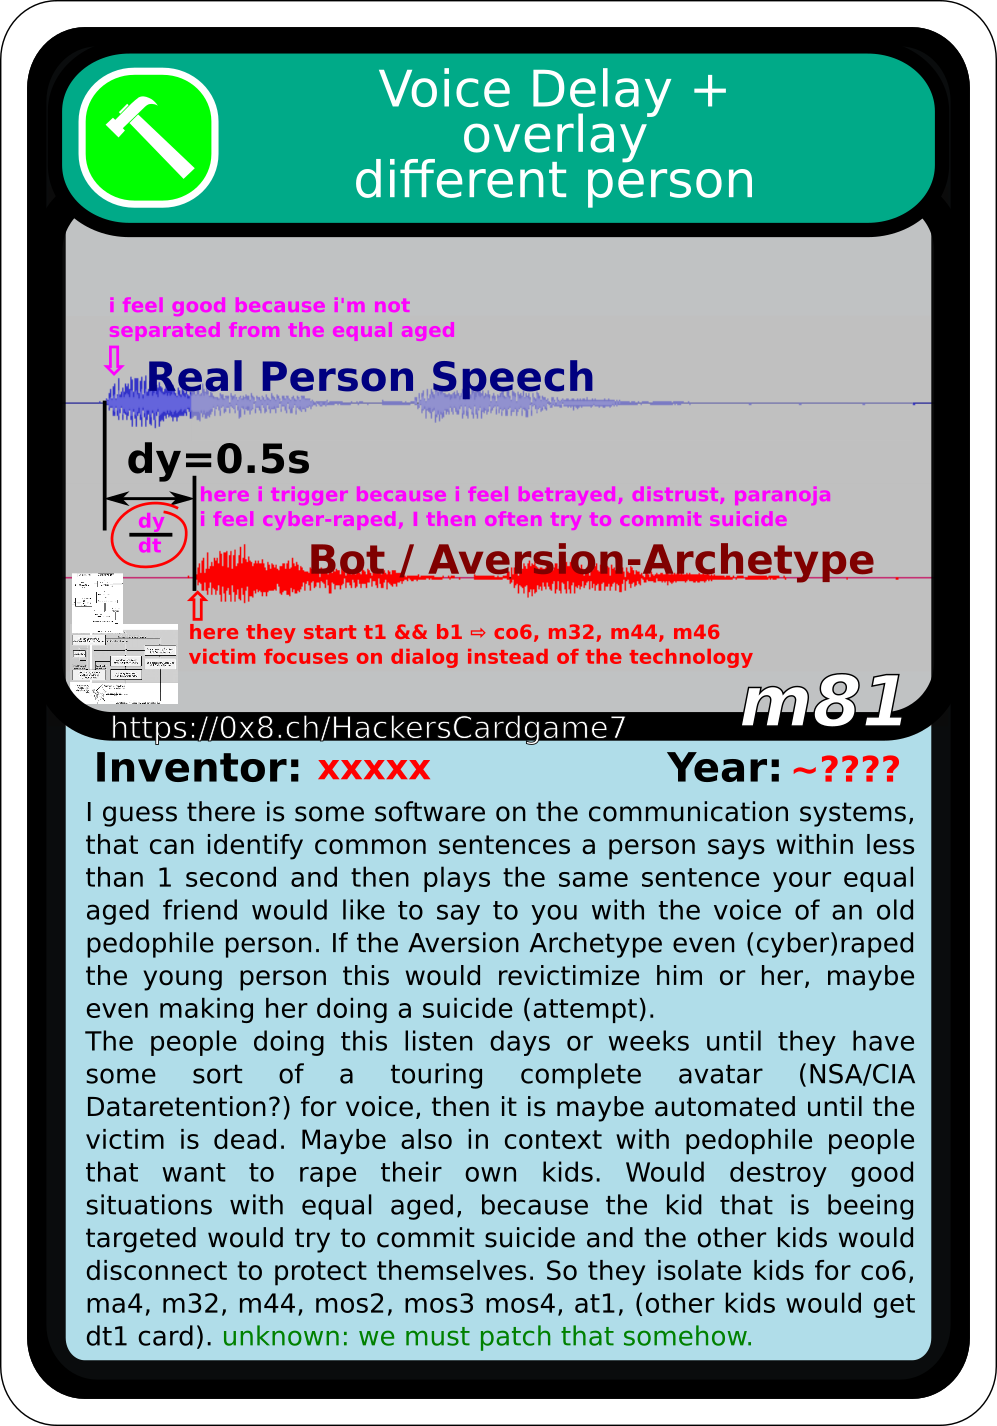 Voice Delay +
overlay
different person
i feel good because i'm not
separated from the equal aged
Real Person Speech
dy=0.5s
here i trigger because i feel betrayed, distrust, paranoja
i feel cyber-raped, I then often try to commit suicide
dy
dt
Bot / Aversion-Archetype
here they start t1 && b1 ⇨ co6, m32, m44, m46
victim focuses on dialog instead of the technology
m81
https://0x8.ch/HackersCardgame7
Inventor: xxxxx Year: ~????
I guess there is some software on the communication systems,
that can identify common sentences a person says within less
than 1 second and then plays the same sentence your equal
aged friend would like to say to you with the voice of an old
pedophile person. If the Aversion Archetype even (cyber)raped
the young person this would revictimize him or her, maybe
even making her doing a suicide (attempt).
The people doing this listen days or weeks until they have
some sort of a touring complete avatar (NSA/CIA
Dataretention?) for voice, then it is maybe automated until the
victim is dead. Maybe also in context with pedophile people
that want to rape their own kids. Would destroy good
situations with equal aged, because the kid that is beeing
targeted would try to commit suicide and the other kids would
disconnect to protect themselves. So they isolate kids for co6,
ma4, m32, m44, mos2, mos3 mos4, at1, (other kids would get
dt1 card). unknown: we must patch that somehow.